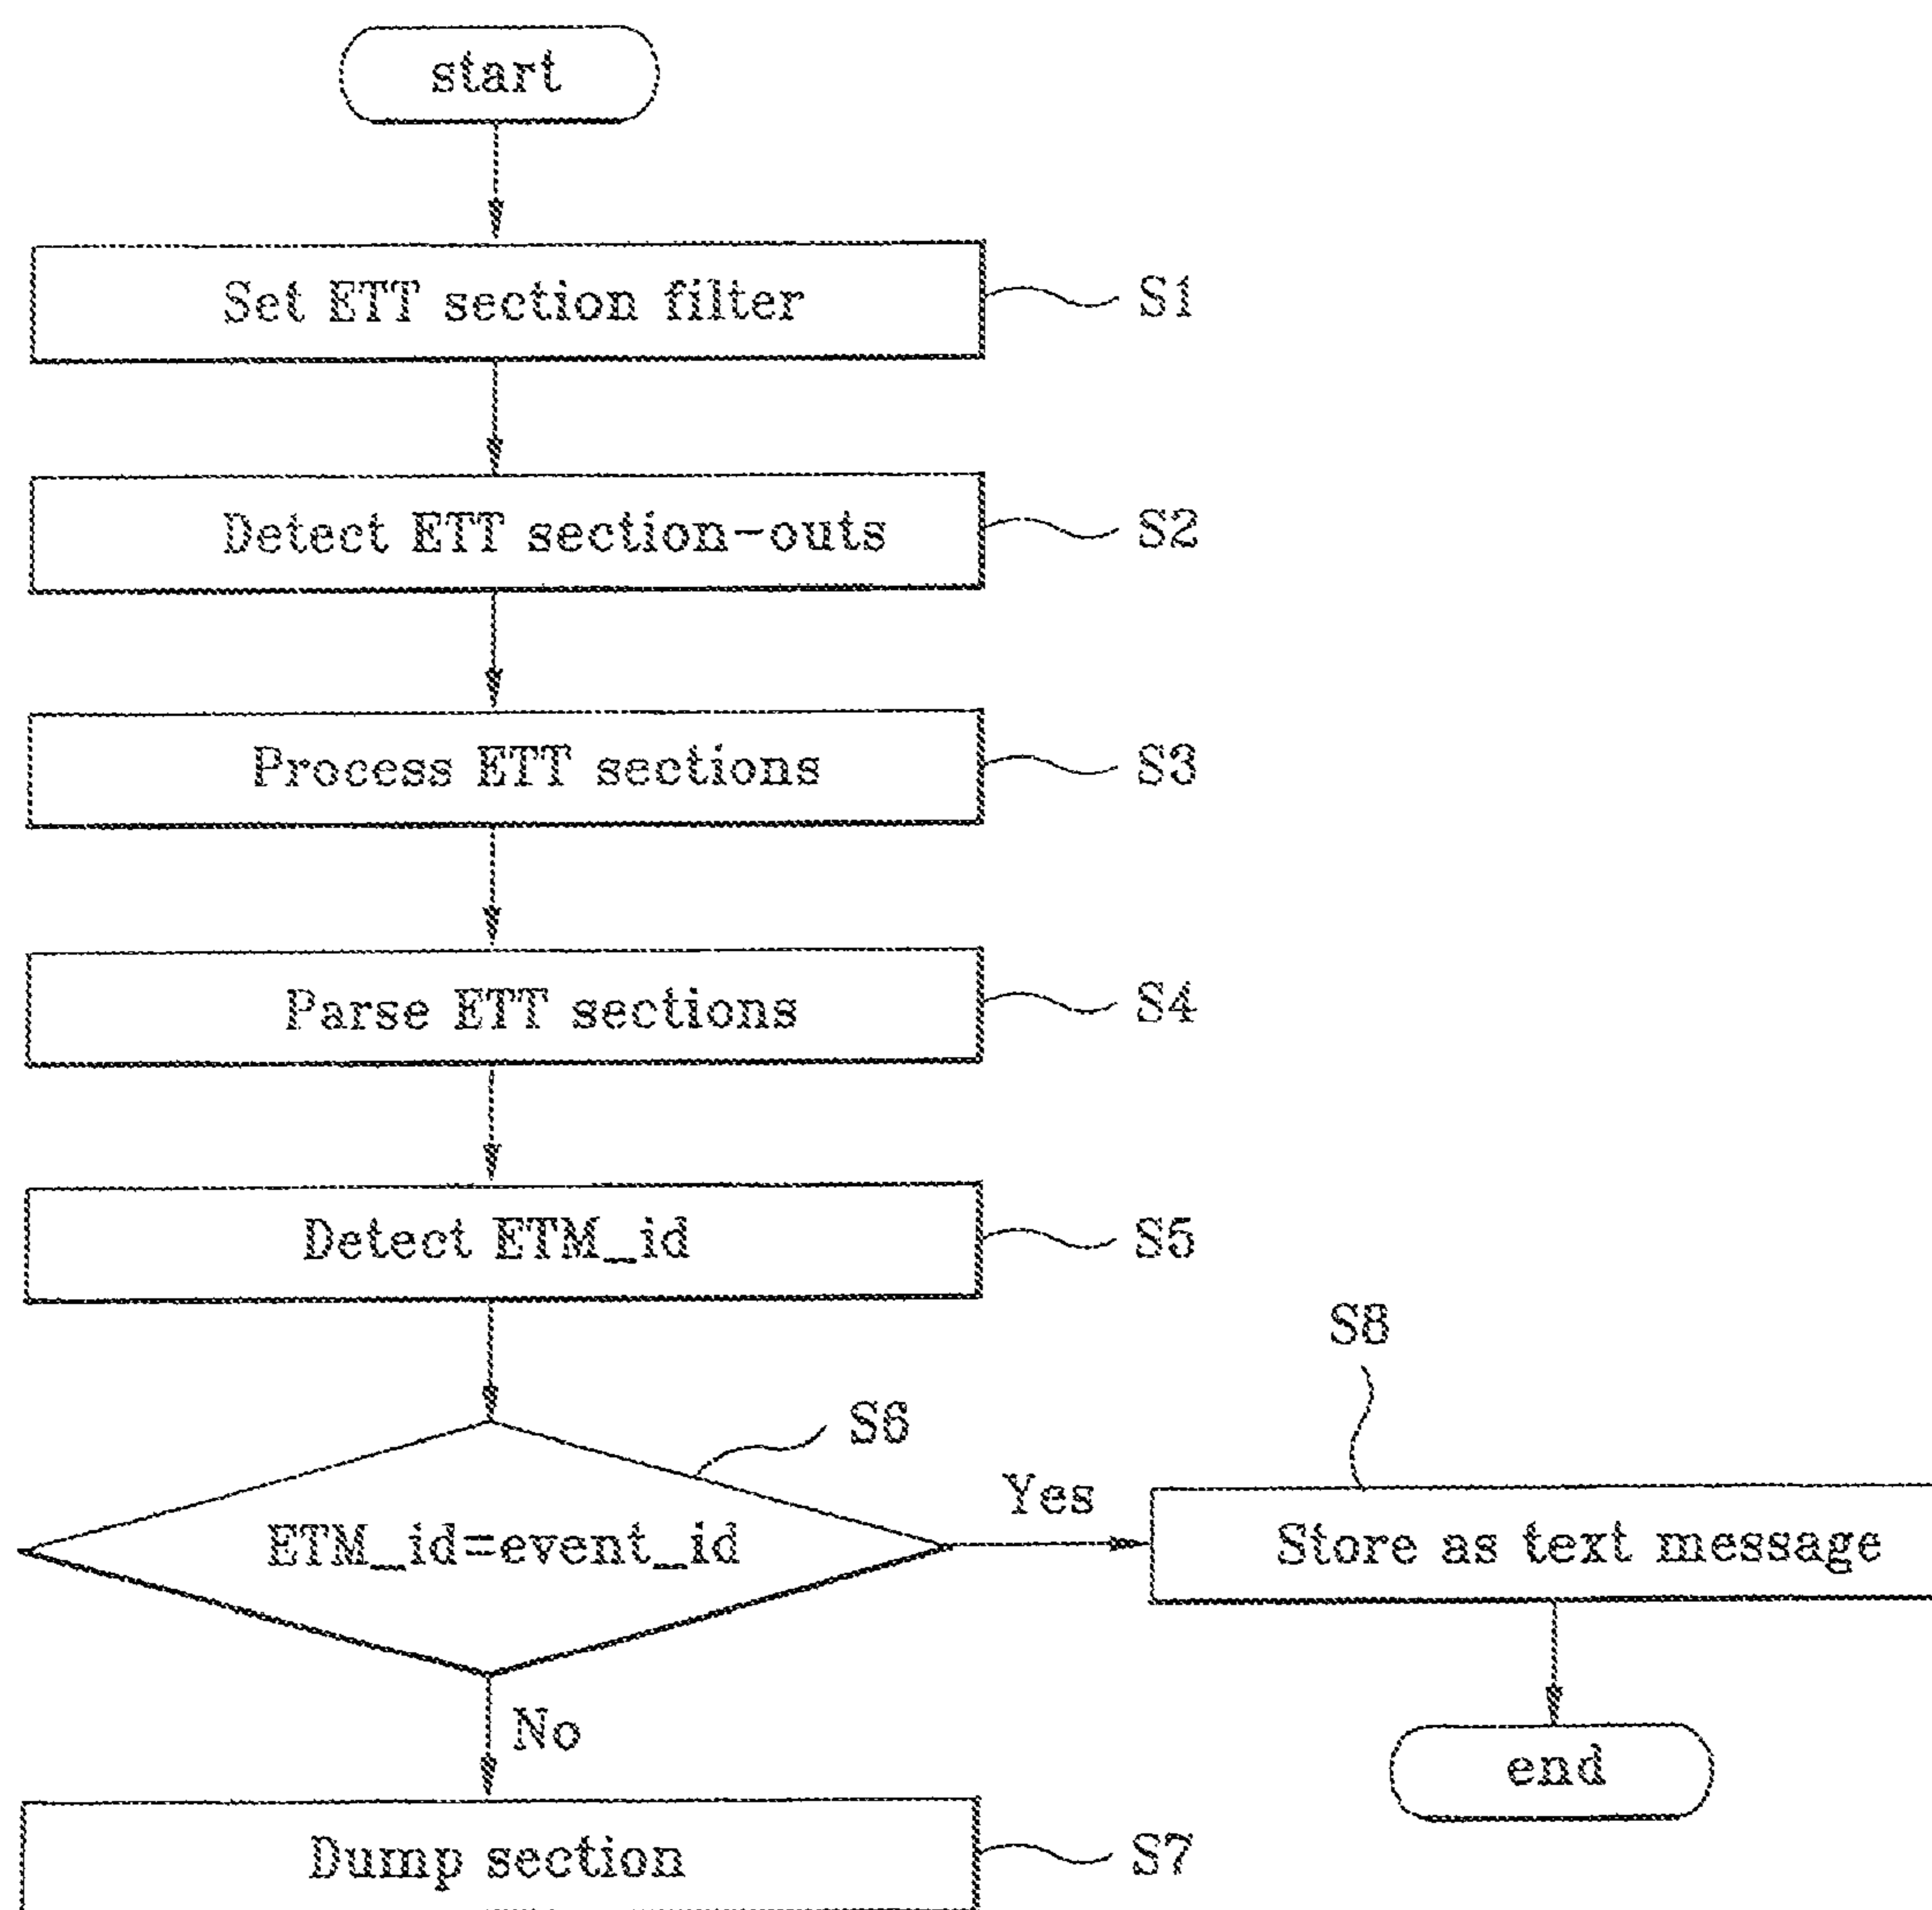 start
Set ETT section filter
S1
Detect ETT section-outs
S2
Process ETT sections
S3
Parse ETT sections
S4
Detect ETM_id
S5
S8
S6
ETM_id=event_id
Yes
Store as text message
No
end
Dump section
S7